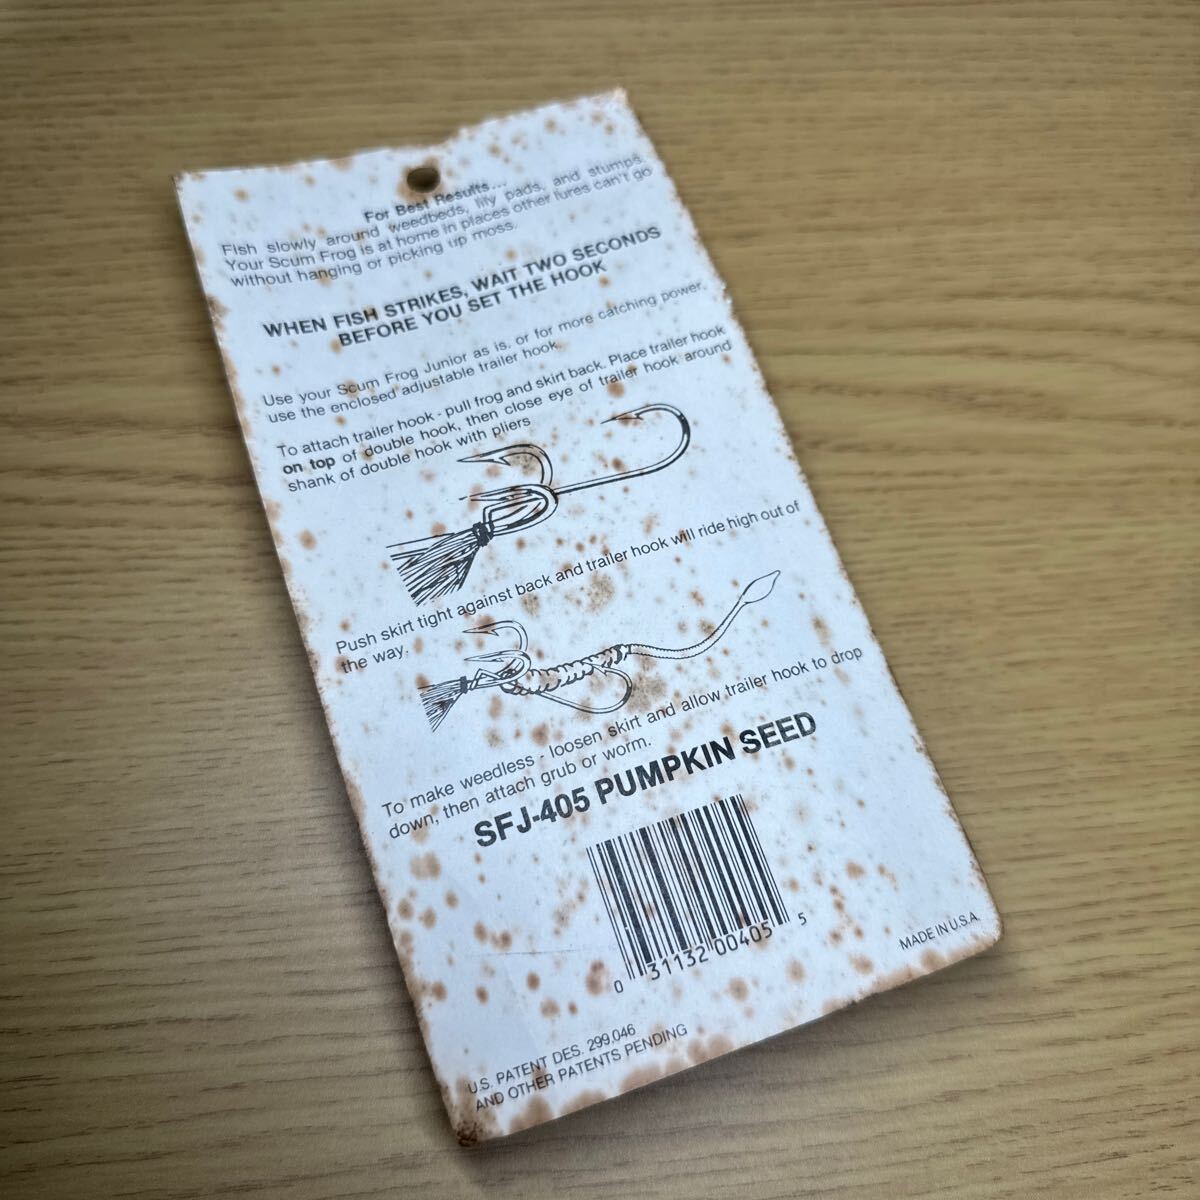 For Best Results...
Fish slowly around weedbeds, lily pads, and stumps.
Your Scum Frog is at home in places other lures can't go
without hanging or picking up moss.
WHEN FISH STRIKES, WAIT TWO SECONDS
BEFORE YOU SET THE HOOK
Use your Scum Frog Junior as is, or for more catching power,
use the enclosed adjustable trailer hook.
To attach trailer hook - pull frog and skirt back. Place trailer hook
on top of double hook, then close eye of trailer hook around
shank of double hook with pliers
Push skirt tight against back and trailer hook will ride high out of
the way.
To make weedless - loosen skirt and allow trailer hook to drop
down, then attach grub or worm.
SFJ-405 PUMPKIN SEED
0 31132 00405 5
MADE IN U.S.A.
U.S. PATENT DES. 299,046
AND OTHER PATENTS PENDING